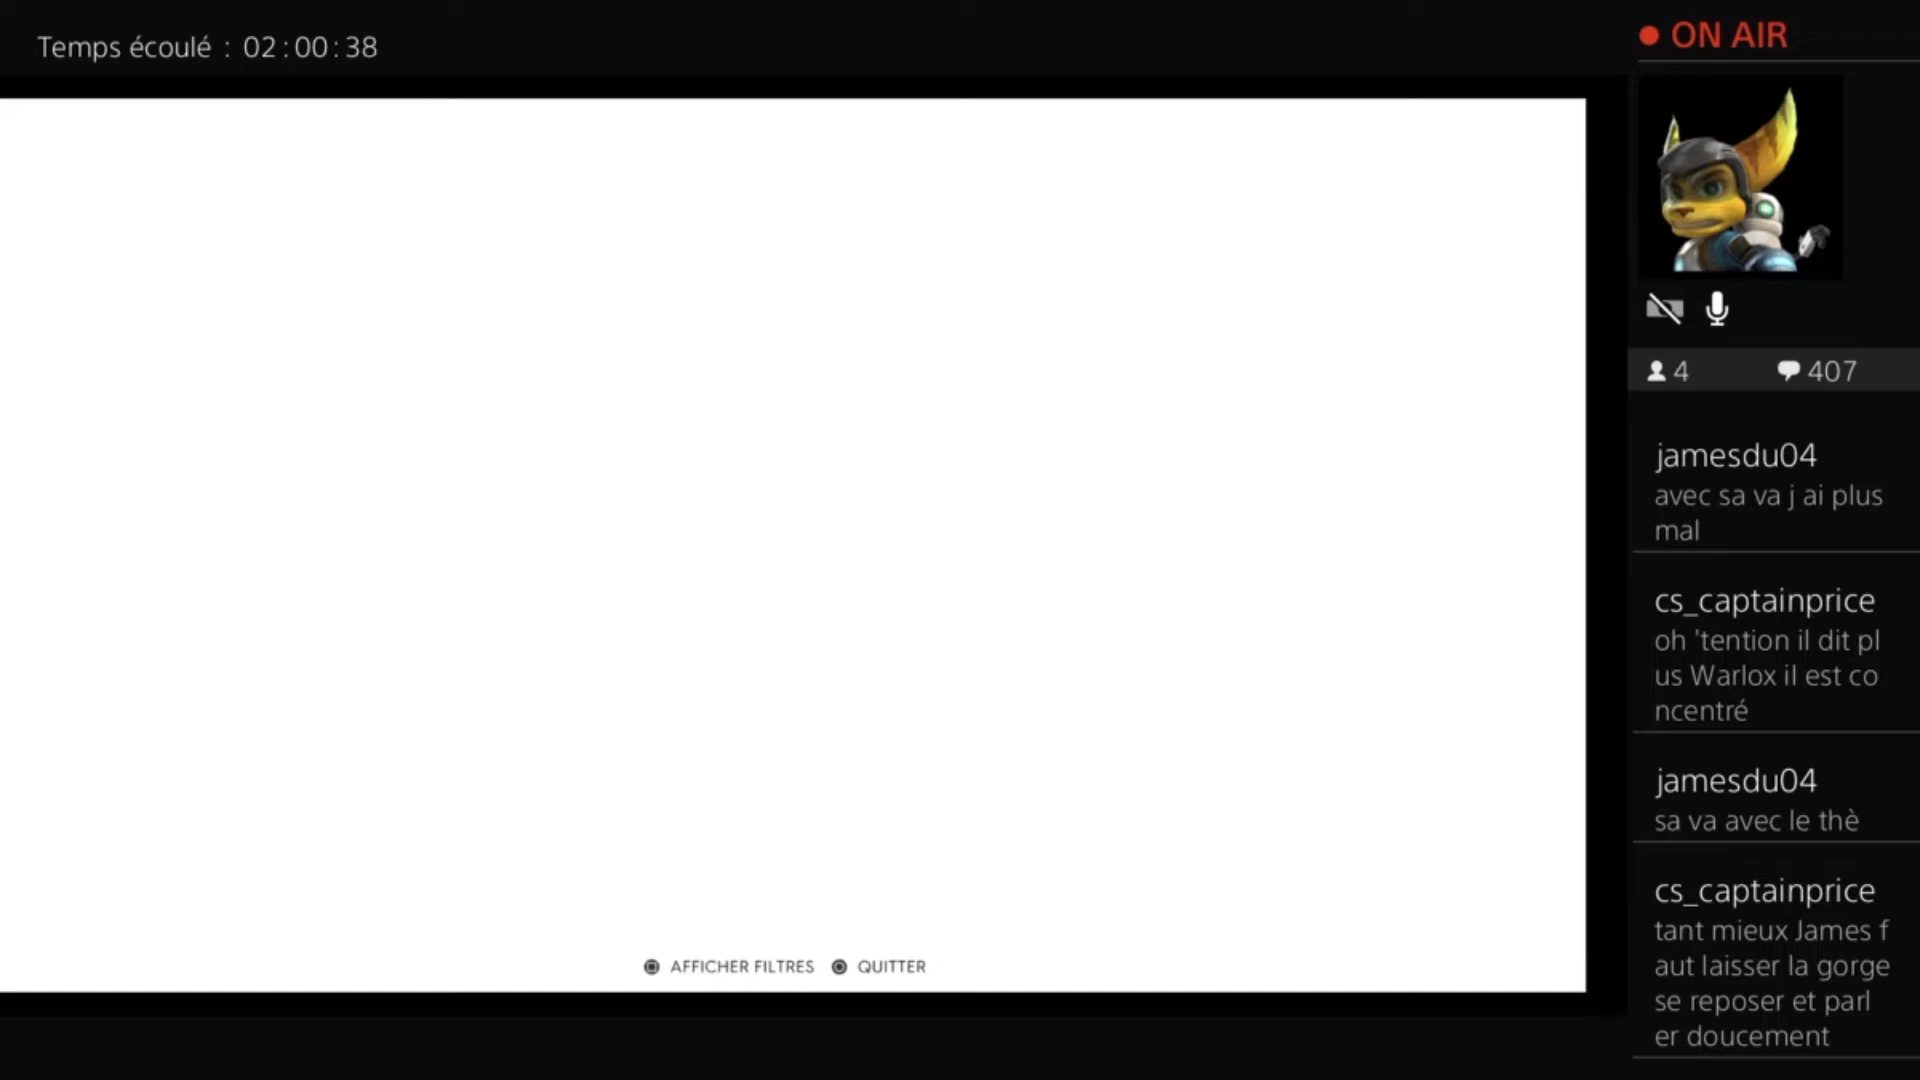 Temps écoulé : 02:00:38
ON AIR
4 407
jamesdu04
avec sa va j ai plus
mal
cs_captainprice
oh 'tention il dit pl
us Warlox il est co
ncentré
jamesdu04
sa va avec le thè
cs_captainprice
tant mieux James f
aut laisser la gorge
se reposer et parl
er doucement
AFFICHER FILTRES QUITTER